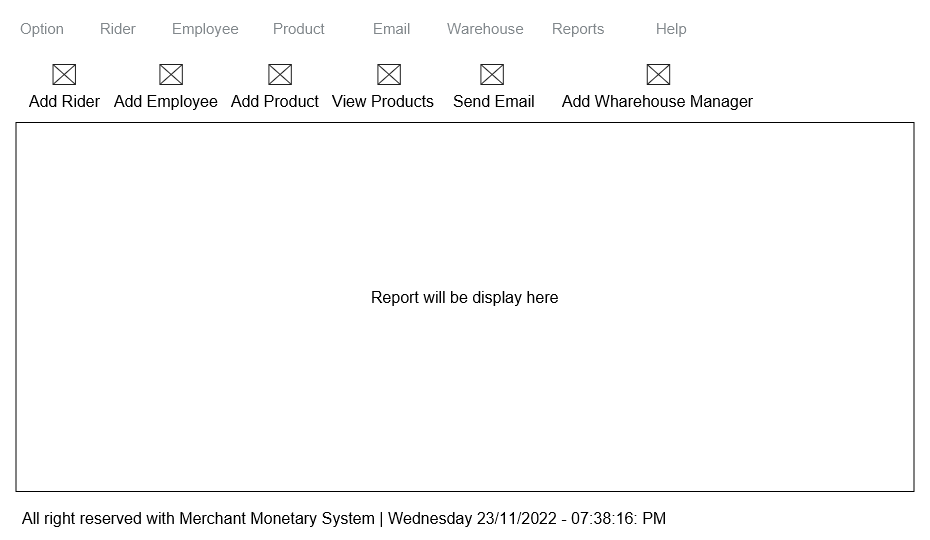 Option Rider Employee Product Email Warehouse Reports Help
Add Rider Add Employee Add Product View Products Send Email Add Wharehouse Manager
Report will be display here
All right reserved with Merchant Monetary System | Wednesday 23/11/2022 - 07:38:16: PM